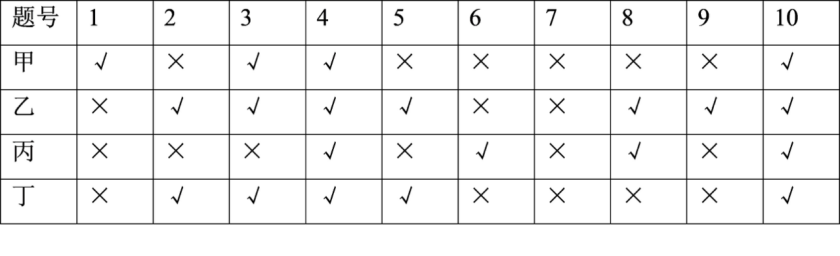 题号 1 2 3 4 5 6 7 8 9 10
甲 √ × √ √ × × × × × √
乙 × √ √ √ √ × × √ √ √
丙 × × × √ × √ × √ × √
丁 × √ √ √ √ × × × × √